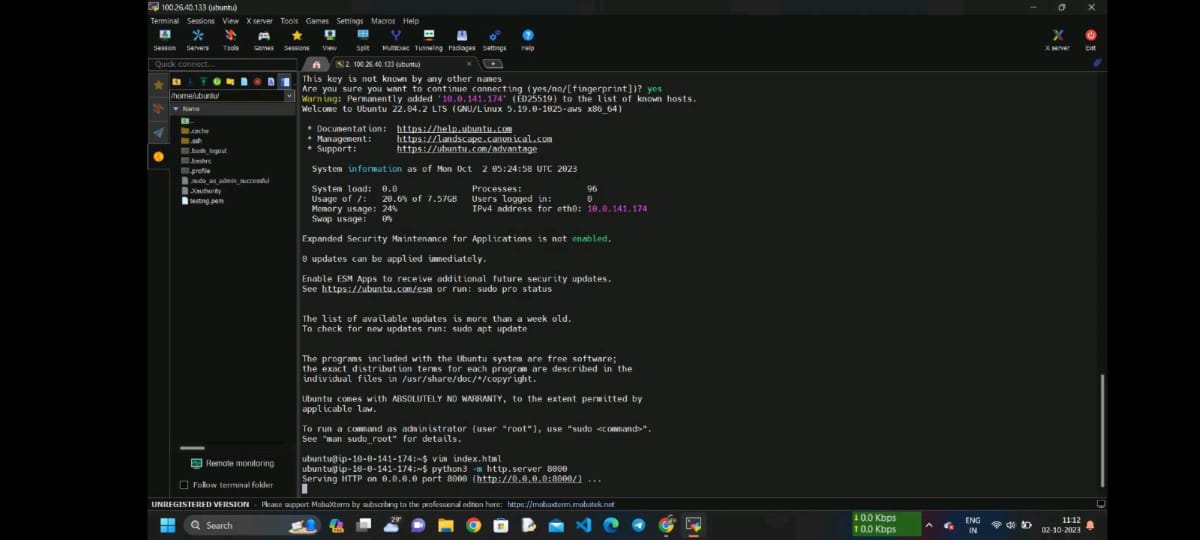 100.26.40.133 (ubuntu)
Terminal Sessions View X server Tools Games Settings Macros Help
Session Servers Tools Games Sessions View Split MultiExec Tunneling Packages Settings Help X server Exit
Quick connect...
2. 100.26.40.133 (ubuntu)
/home/ubuntu/
Name
..
.cache
.ssh
.bash_logout
.bashrc
.profile
.sudo_as_admin_successful
.Xauthority
testng.pem
Remote monitoring
Follow terminal folder
This key is not known by any other names
Are you sure you want to continue connecting (yes/no/[fingerprint])? yes
Warning: Permanently added '10.0.141.174' (ED25519) to the list of known hosts.
Welcome to Ubuntu 22.04.2 LTS (GNU/Linux 5.19.0-1025-aws x86_64)
* Documentation: https://help.ubuntu.com
* Management: https://landscape.canonical.com
* Support: https://ubuntu.com/advantage
System information as of Mon Oct 2 05:24:58 UTC 2023
System load: 0.0 Processes: 96
Usage of /: 20.6% of 7.57GB Users logged in: 0
Memory usage: 24% IPv4 address for eth0: 10.0.141.174
Swap usage: 0%
Expanded Security Maintenance for Applications is not enabled.
0 updates can be applied immediately.
Enable ESM Apps to receive additional future security updates.
See https://ubuntu.com/esm or run: sudo pro status
The list of available updates is more than a week old.
To check for new updates run: sudo apt update
The programs included with the Ubuntu system are free software;
the exact distribution terms for each program are described in the
individual files in /usr/share/doc/*/copyright.
Ubuntu comes with ABSOLUTELY NO WARRANTY, to the extent permitted by
applicable law.
To run a command as administrator (user "root"), use "sudo <command>".
See "man sudo_root" for details.
ubuntu@ip-10-0-141-174:~$ vim index.html
ubuntu@ip-10-0-141-174:~$ python3 -m http.server 8000
Serving HTTP on 0.0.0.0 port 8000 (http://0.0.0.0:8000/) ...
UNREGISTERED VERSION - Please support MobaXterm by subscribing to the professional edition here: https://mobaxterm.mobatek.net
Search
29°
0.0 Kbps
0.0 Kbps
ENG
IN
11:12
02-10-2023